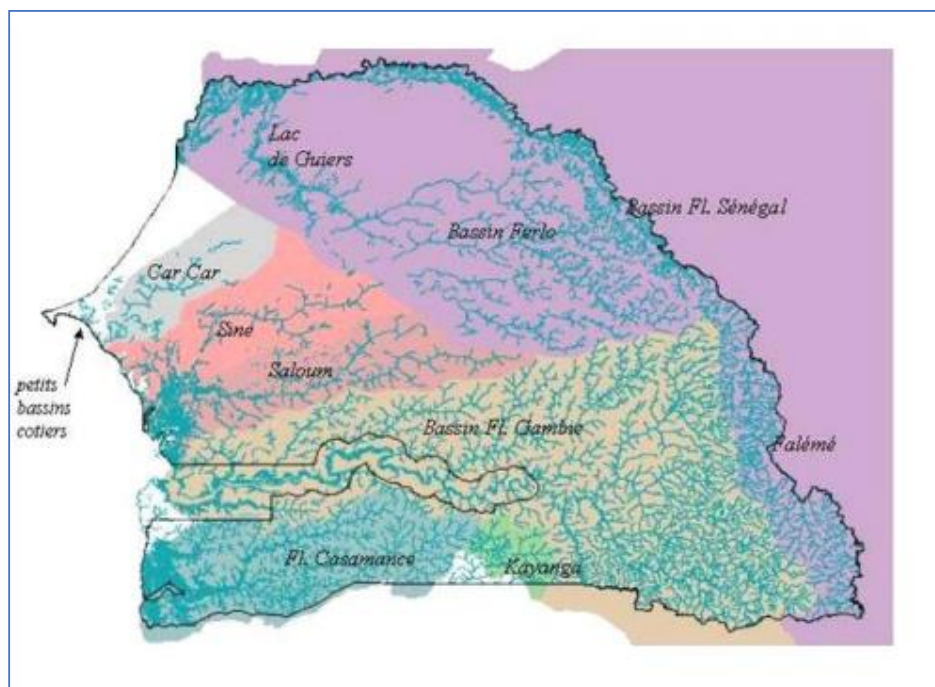 Lac
de Guiers
Bassin Fl. Sénégal
Bassin Ferlo
Car Car
Sine
Saloum
petits
bassins
cotiers
Bassin Fl. Gambie
Falémé
Fl. Casamance
Kayanga